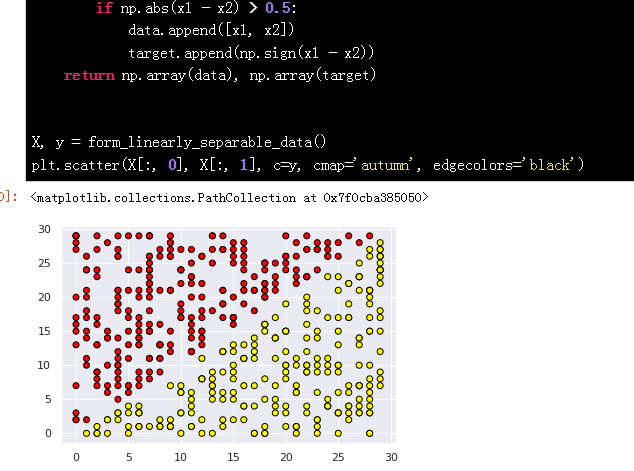 if np.abs(x1 - x2) > 0.5:
data.append([x1, x2])
target.append(np.sign(x1 - x2))
return np.array(data), np.array(target)
X, y = form_linearly_separable_data()
plt.scatter(X[:, 0], X[:, 1], c=y, cmap='autumn', edgecolors='black')
]: <matplotlib.collections.PathCollection at 0x7f0cba385050>
30
25
20
15
10
5
0
0 5 10 15 20 25 30